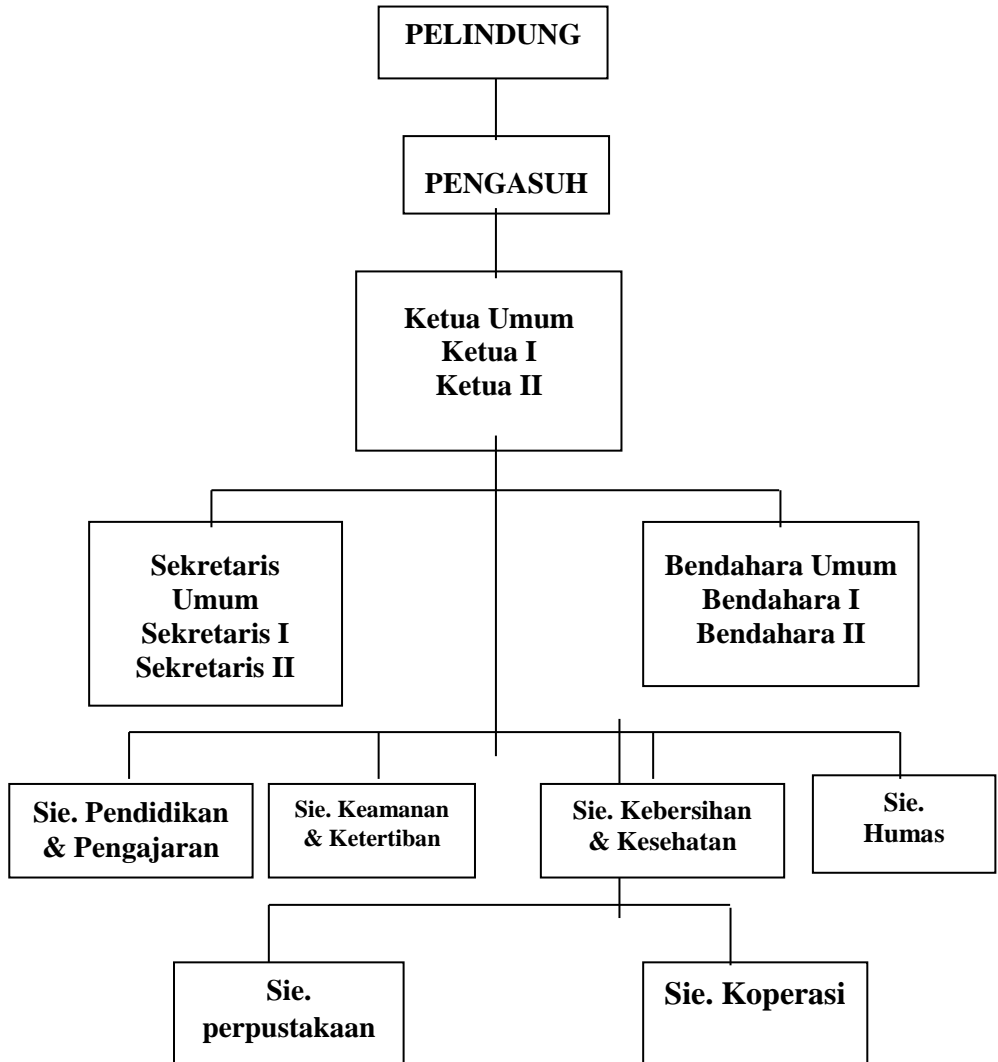 PELINDUNG
PENGASUH
Ketua Umum
Ketua I
Ketua II
Sekretaris
Umum
Sekretaris I
Sekretaris II
Bendahara Umum
Bendahara I
Bendahara II
Sie. Pendidikan
& Pengajaran
Sie. Keamanan
& Ketertiban
Sie. Kebersihan
& Kesehatan
Sie.
Humas
Sie.
perpustakaan
Sie. Koperasi